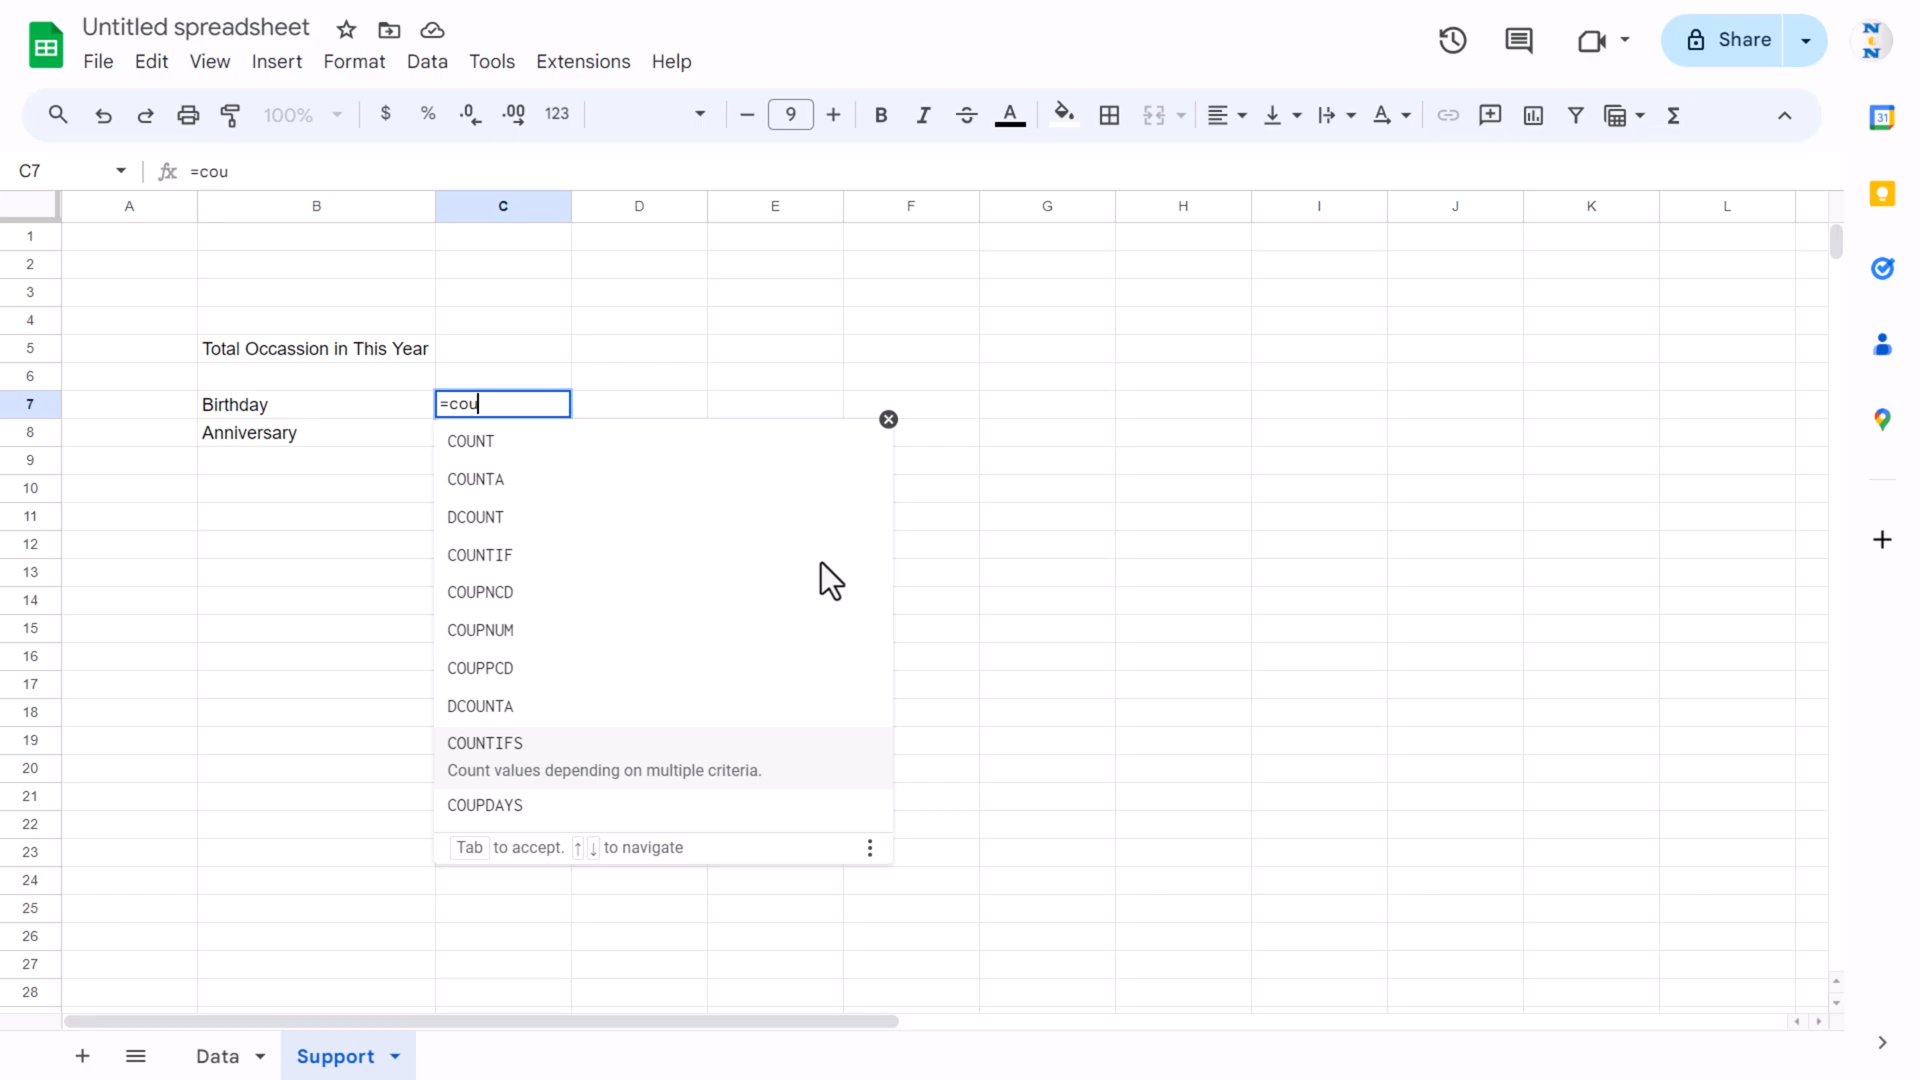 Untitled spreadsheet
File Edit View Insert Format Data Tools Extensions Help
Share
N N
100% $ % .0 .00 123 9 B I A Σ
31
C7 fx =cou
A B C D E F G H I J K L
1
2
3
4
5 Total Occassion in This Year
6
7 Birthday =cou
8 Anniversary
9
10
11
12
13
14
15
16
17
18
19
20
21
22
23
24
25
26
27
28
COUNT
COUNTA
DCOUNT
COUNTIF
COUPNCD
COUPNUM
COUPPCD
DCOUNTA
COUNTIFS
Count values depending on multiple criteria.
COUPDAYS
Tab to accept. ↑ ↓ to navigate
Data Support